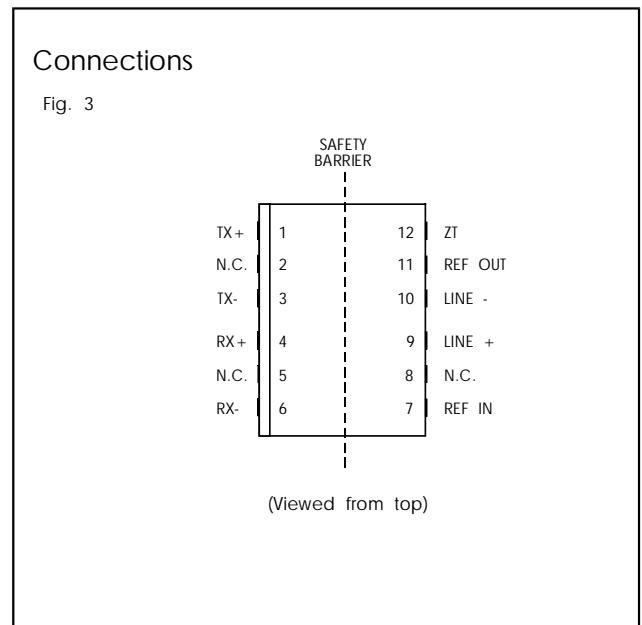 Connections
Fig. 3
SAFETY
BARRIER
TX+ 1 12 ZT
N.C. 2 11 REF OUT
TX- 3 10 LINE -
RX+ 4 9 LINE +
N.C. 5 8 N.C.
RX- 6 7 REF IN
(Viewed from top)